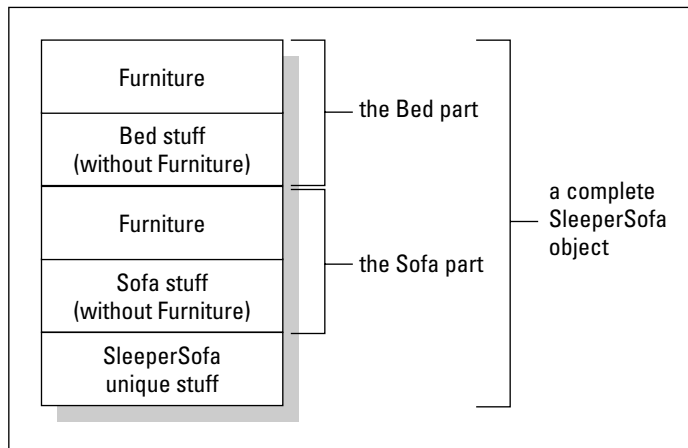 Furniture
Bed stuff
(without Furniture)
the Bed part
Furniture
Sofa stuff
(without Furniture)
the Sofa part
SleeperSofa
unique stuff
a complete
SleeperSofa
object